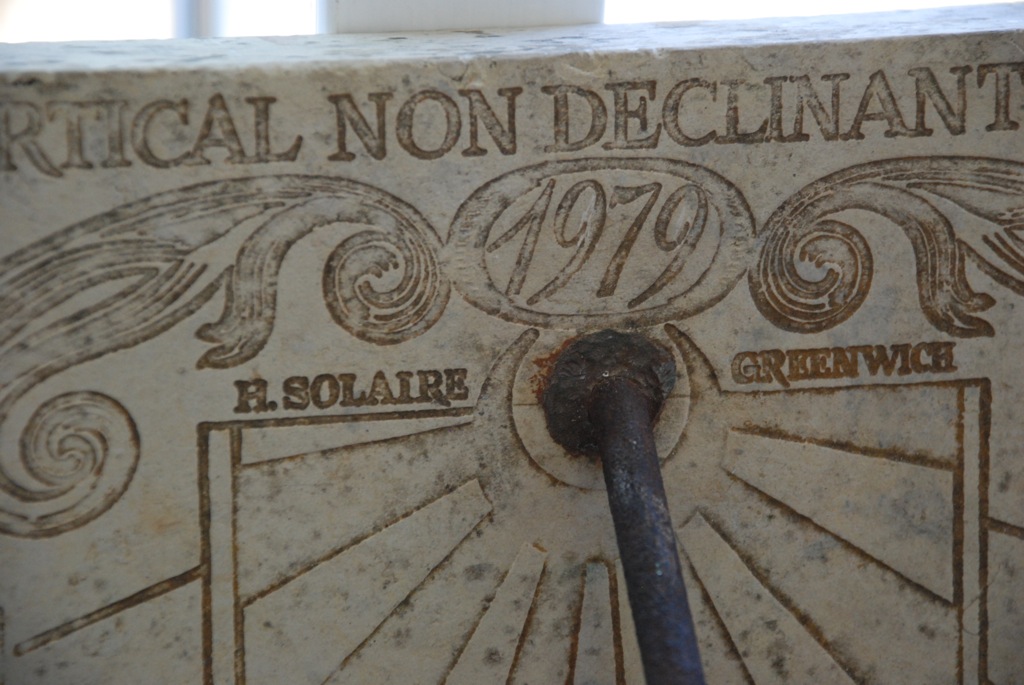 RTICAL NON DECLINANT
1979
H. SOLAIRE GREENWICH